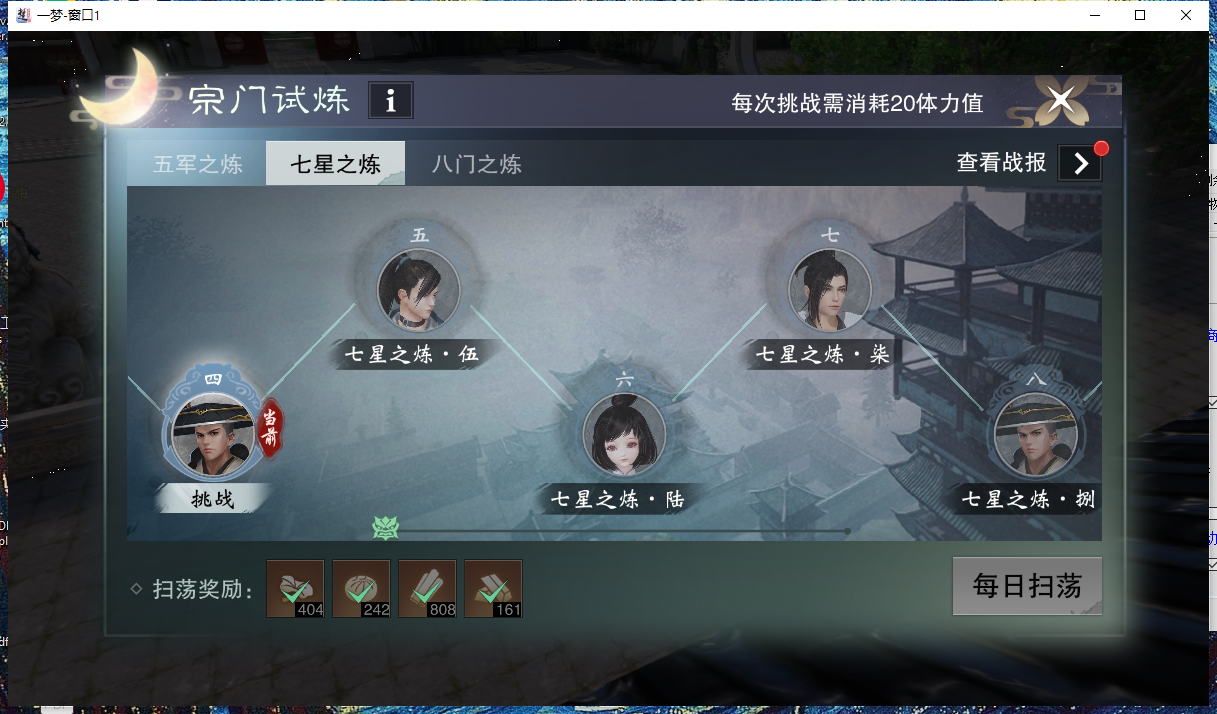 一梦-窗口1
宗门试炼
i
每次挑战需消耗20体力值
五军之炼
七星之炼
八门之炼
查看战报
五
七星之炼·伍
七
七星之炼·柒
四
当前
挑战
六
七星之炼·陆
八
七星之炼·捌
扫荡奖励:
404
242
808
161
每日扫荡